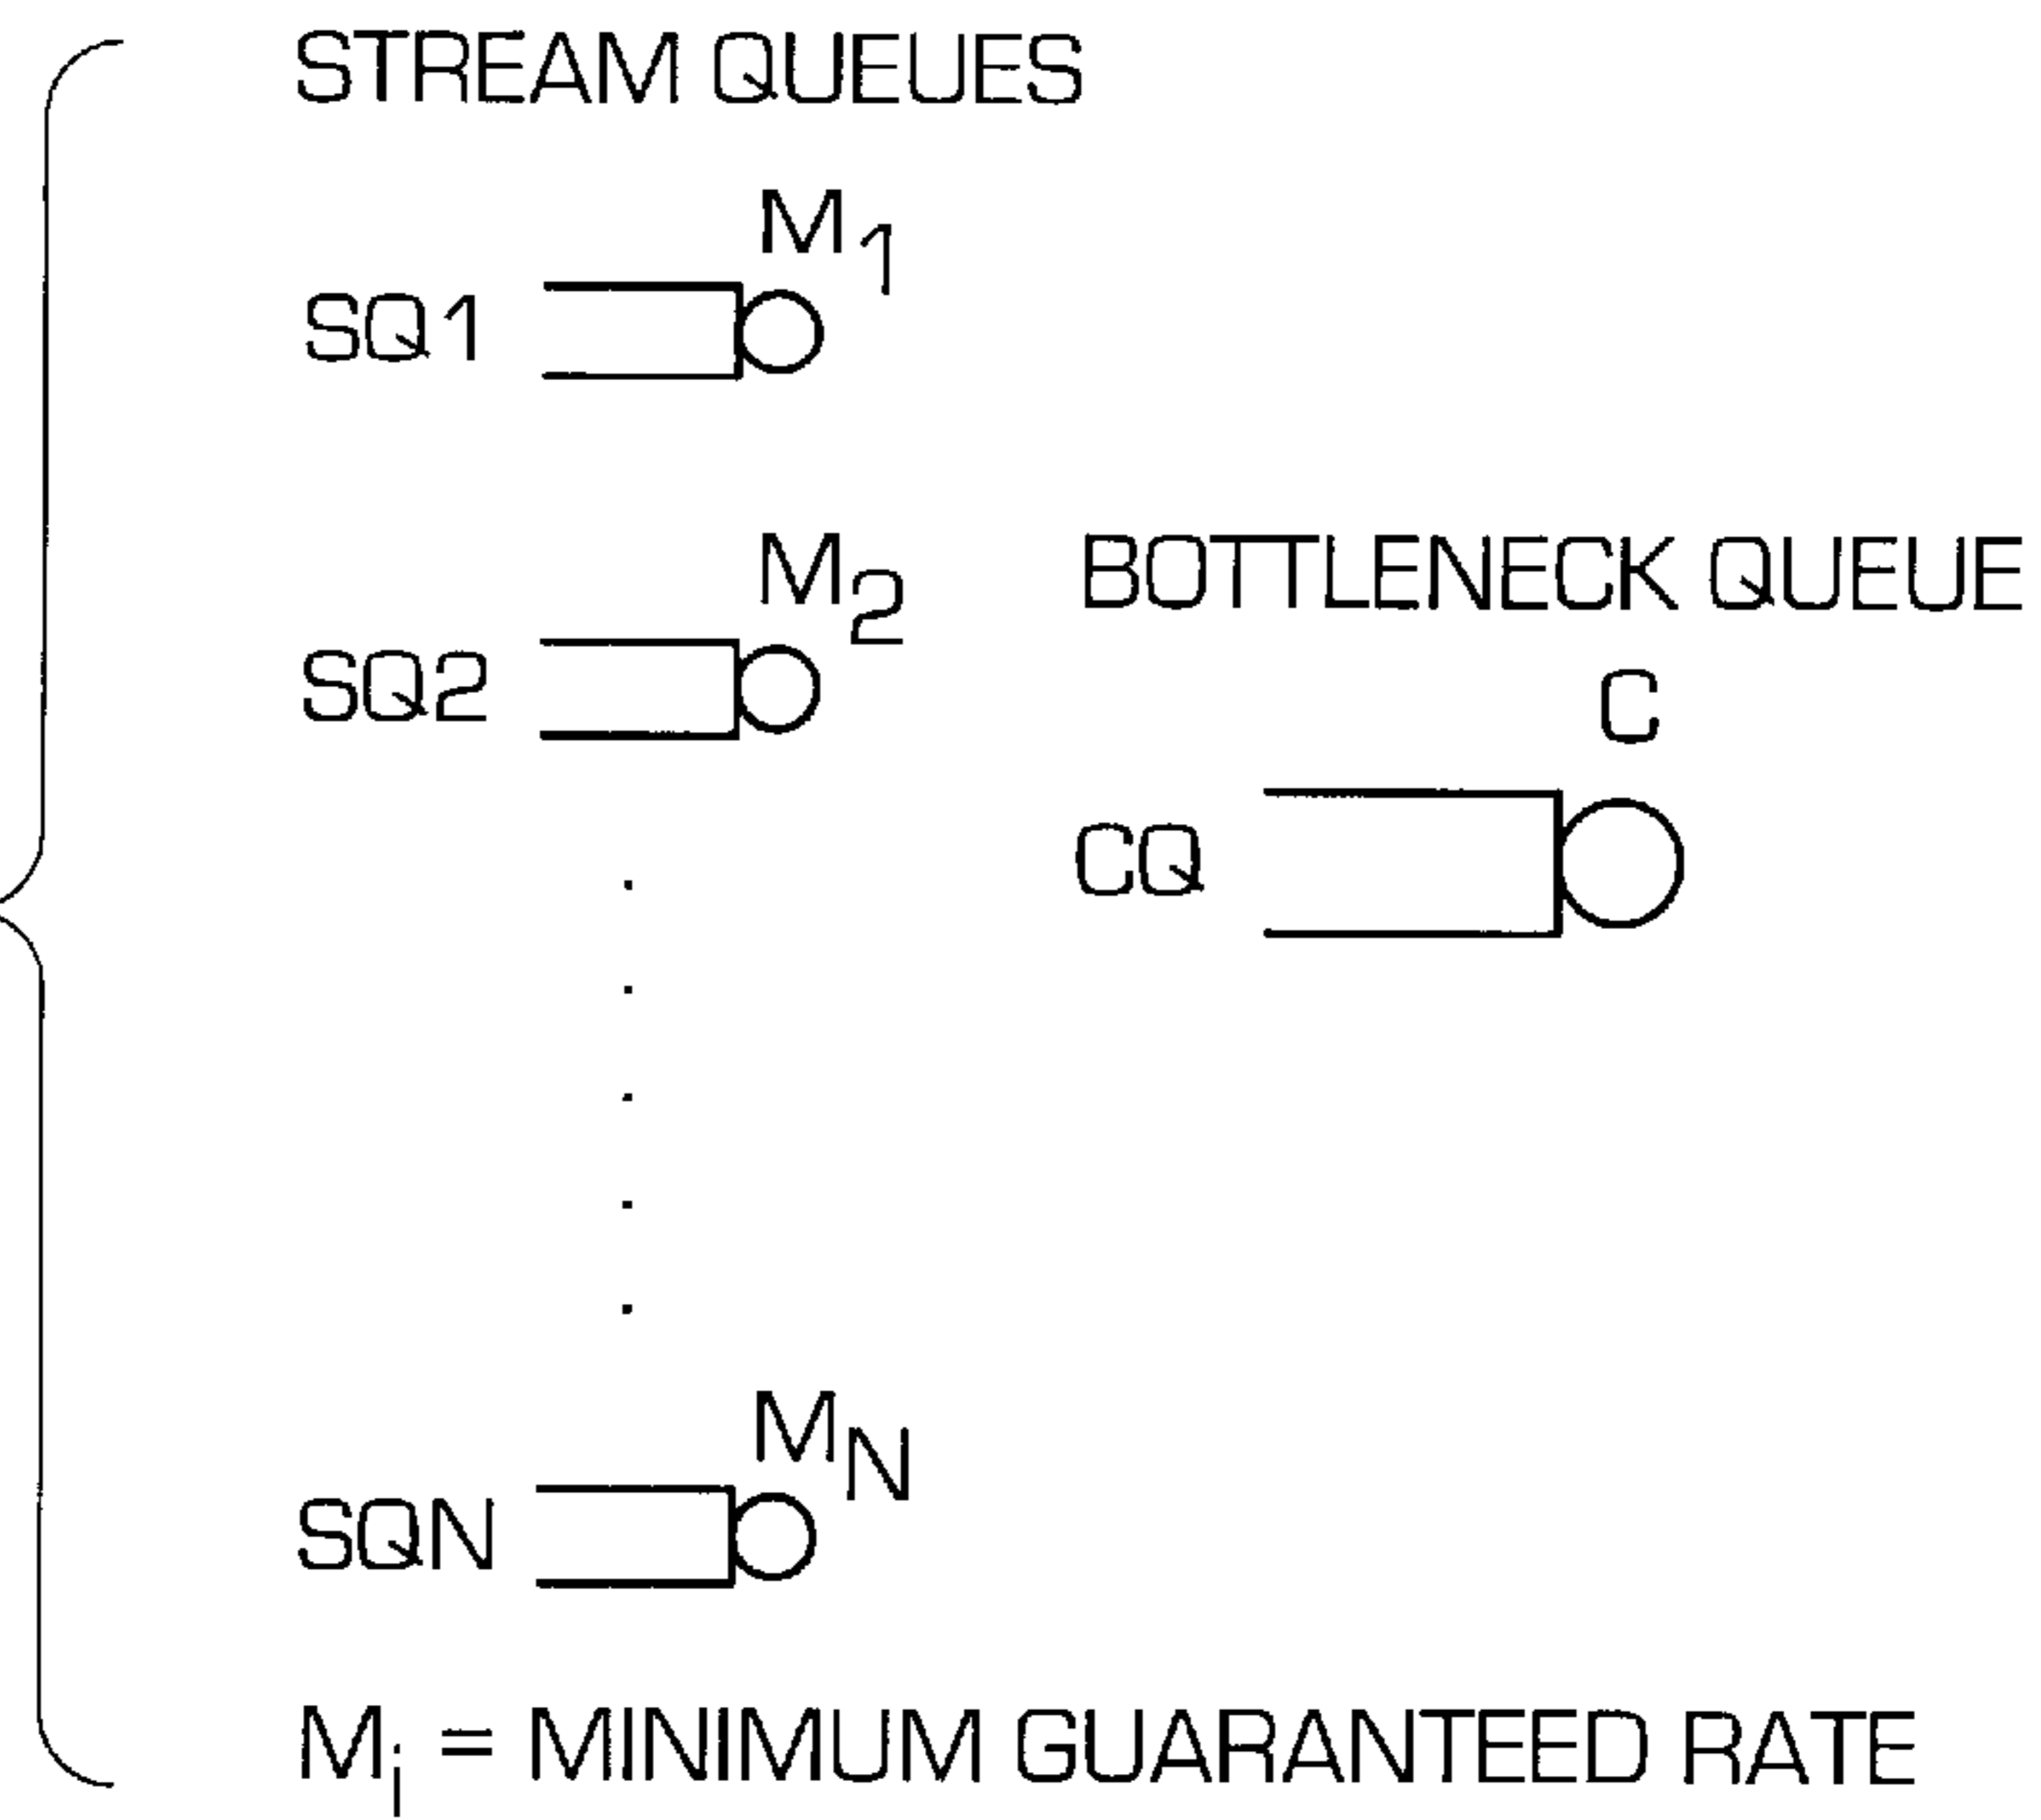 STREAM QUEUES
M1
SQ1
M2
SQ2
BOTTLENECK QUEUE
C
CQ
MN
SQN
Mi = MINIMUM GUARANTEED RATE